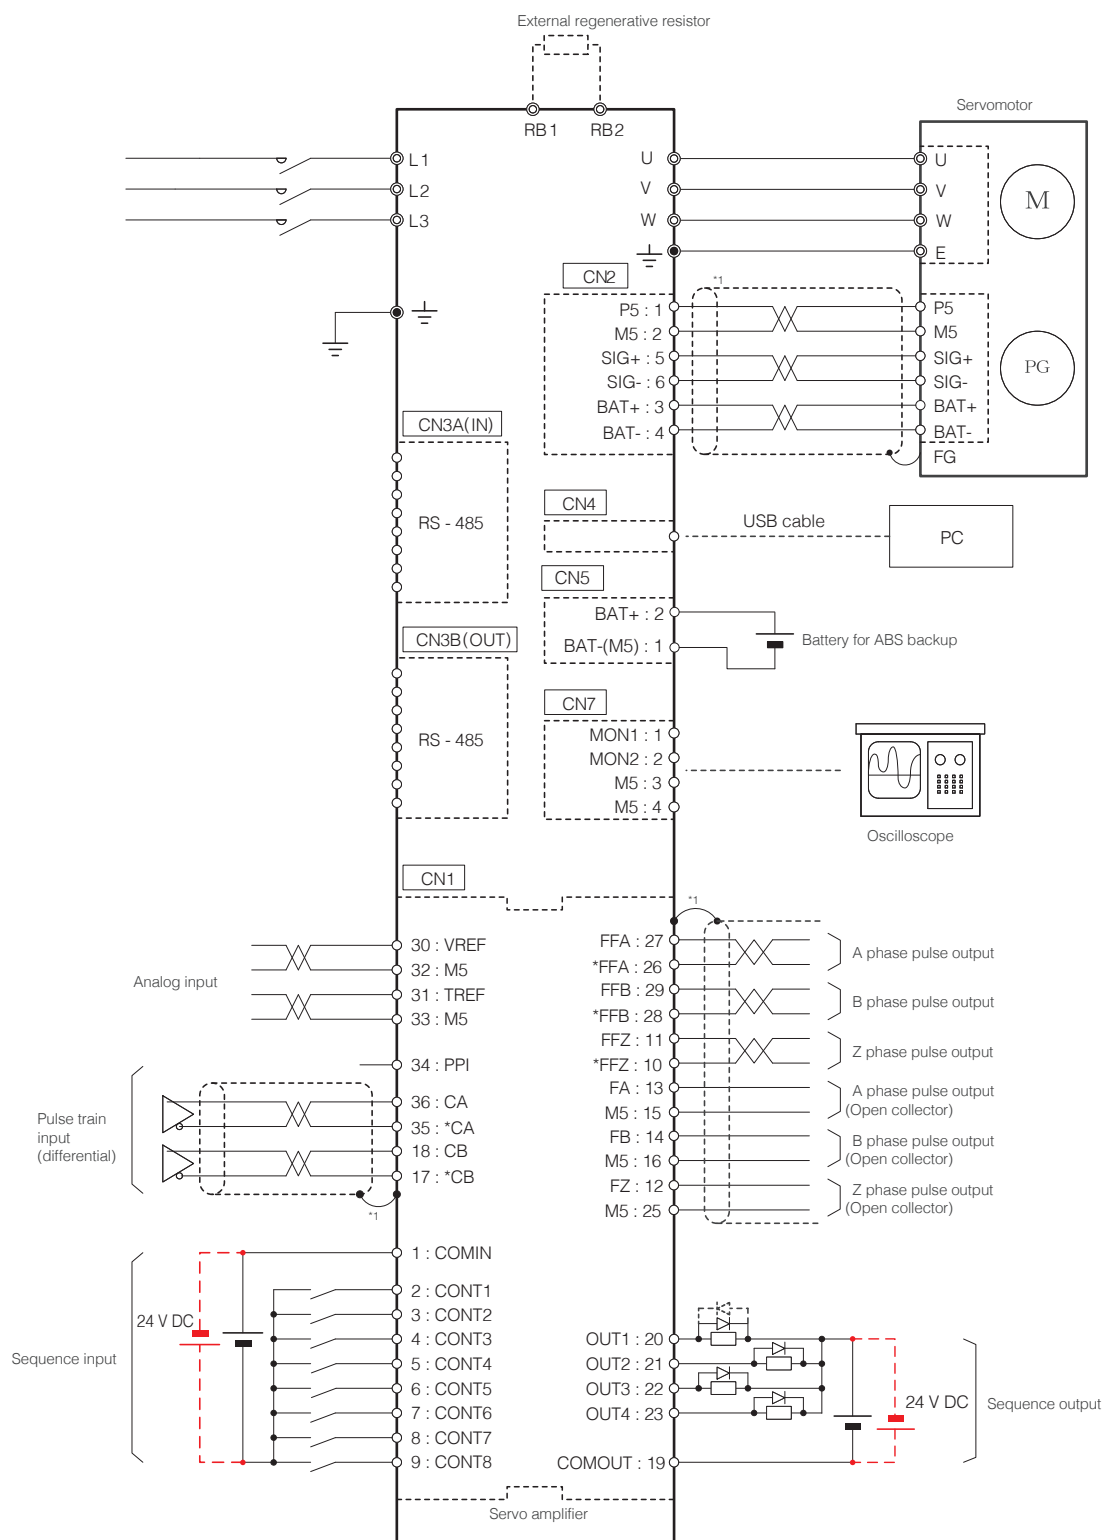 External regenerative resistor
RB1 RB2
Servomotor
L1
L2
L3
U
V
W
U
V
W
E
M
CN2
*1
P5 : 1
M5 : 2
SIG+ : 5
SIG- : 6
BAT+ : 3
BAT- : 4
P5
M5
SIG+
SIG-
BAT+
BAT-
FG
PG
CN3A(IN)
RS - 485
CN4
USB cable
PC
CN5
BAT+ : 2
BAT-(M5) : 1
Battery for ABS backup
CN3B(OUT)
RS - 485
CN7
MON1 : 1
MON2 : 2
M5 : 3
M5 : 4
Oscilloscope
CN1
*1
Analog input
30 : VREF
32 : M5
31 : TREF
33 : M5
34 : PPI
Pulse train
input
(differential)
36 : CA
35 : *CA
18 : CB
17 : *CB
*1
FFA : 27
*FFA : 26
FFB : 29
*FFB : 28
FFZ : 11
*FFZ : 10
FA : 13
M5 : 15
FB : 14
M5 : 16
FZ : 12
M5 : 25
A phase pulse output
B phase pulse output
Z phase pulse output
A phase pulse output
(Open collector)
B phase pulse output
(Open collector)
Z phase pulse output
(Open collector)
Sequence input
24 V DC
1 : COMIN
2 : CONT1
3 : CONT2
4 : CONT3
5 : CONT4
6 : CONT5
7 : CONT6
8 : CONT7
9 : CONT8
OUT1 : 20
OUT2 : 21
OUT3 : 22
OUT4 : 23
COMOUT : 19
24 V DC
Sequence output
Servo amplifier